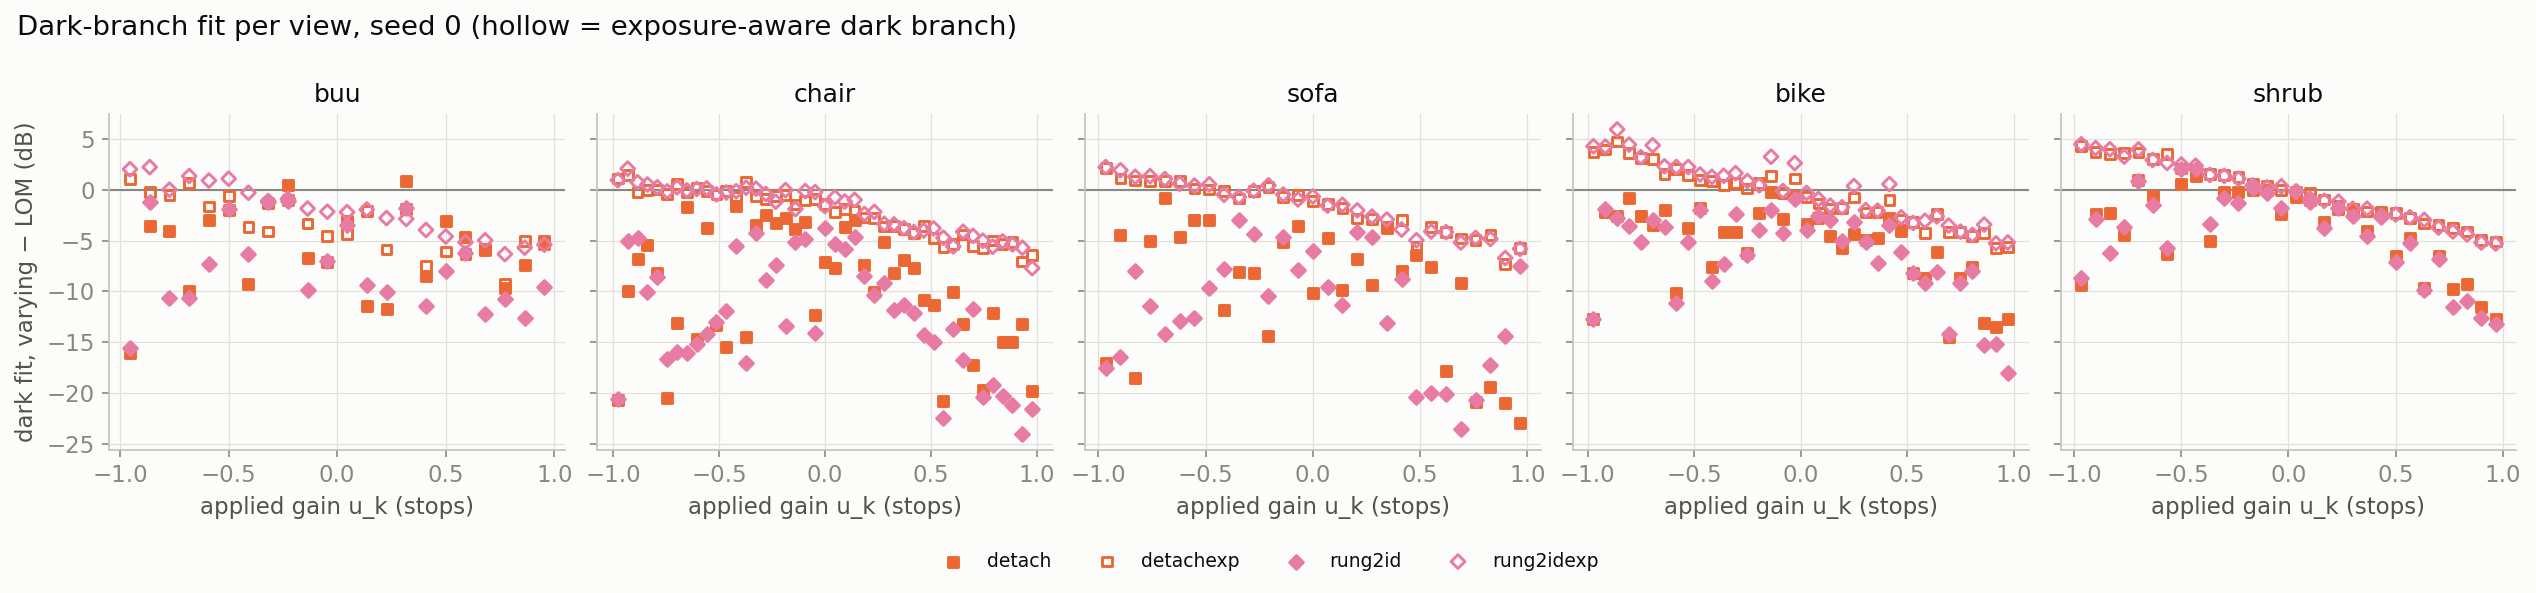 Dark-branch fit per view, seed 0 (hollow = exposure-aware dark branch)
buu chair sofa bike shrub
dark fit, varying − LOM (dB)
5
0
−5
−10
−15
−20
−25
−1.0 −0.5 0.0 0.5 1.0 −1.0 −0.5 0.0 0.5 1.0 −1.0 −0.5 0.0 0.5 1.0 −1.0 −0.5 0.0 0.5 1.0 −1.0 −0.5 0.0 0.5 1.0
applied gain u_k (stops) applied gain u_k (stops) applied gain u_k (stops) applied gain u_k (stops) applied gain u_k (stops)
detach detachexp rung2id rung2idexp